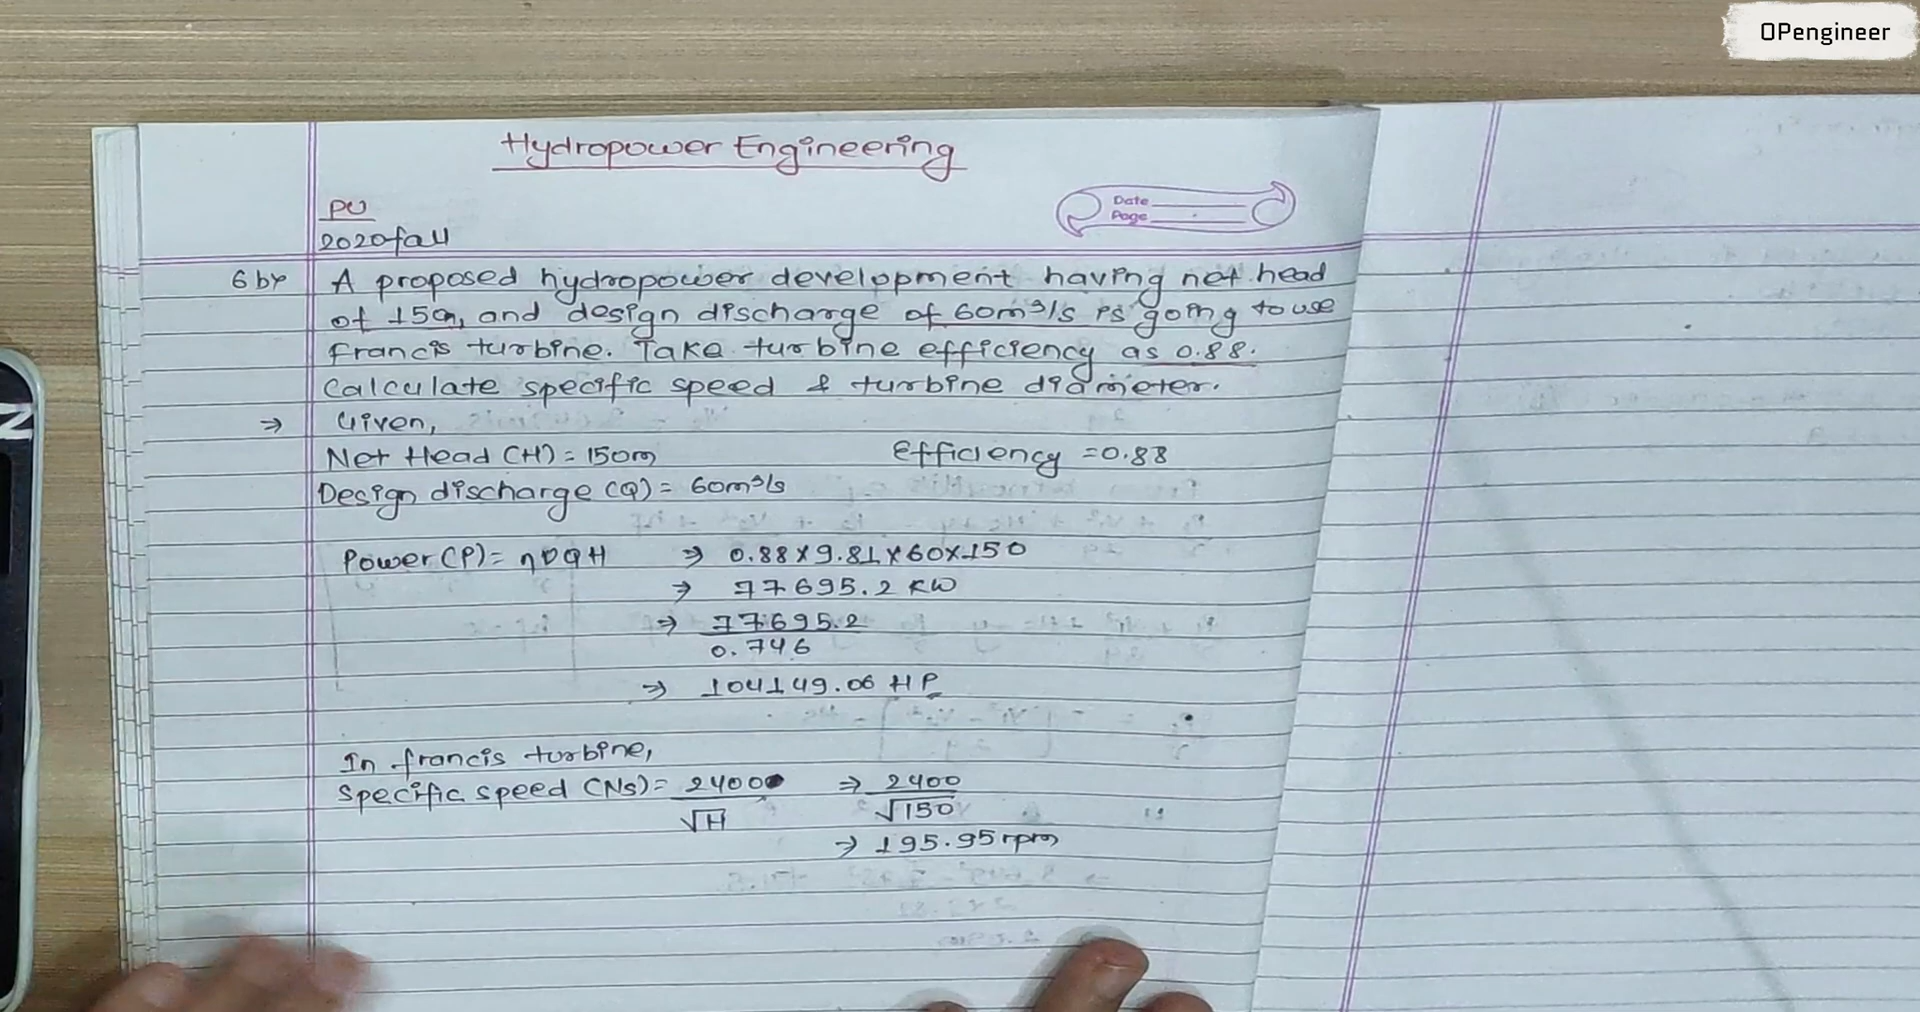 OPengineer
Hydropower Engineering
PU
2020 fall
Date
Page
6 b> A proposed hydropower development having net head
of 150m, and design discharge of 60m³/s is going to use
francis turbine. Take turbine efficiency as 0.88.
Calculate specific speed & turbine diameter.
⇒ Given,
Net Head (H) = 150m Efficiency = 0.88
Design discharge (Q) = 60m³/s
Power (P) = ηγQH ⇒ 0.88×9.81×60×150
⇒ 77695.2 KW
⇒ 77695.2
0.746
⇒ 104149.06 HP
In francis turbine,
Specific speed (Ns) = 2400 ⇒ 2400
√H √150
⇒ 195.95 rpm